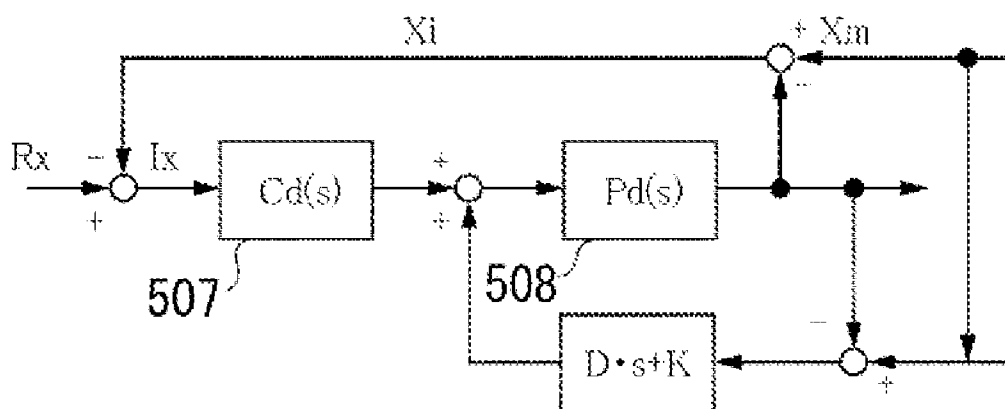 Xi
+ Xm
−
Rx − Ix
+
Cd(s)
+
+
Pd(s)
507
508
−
D·s+K
+